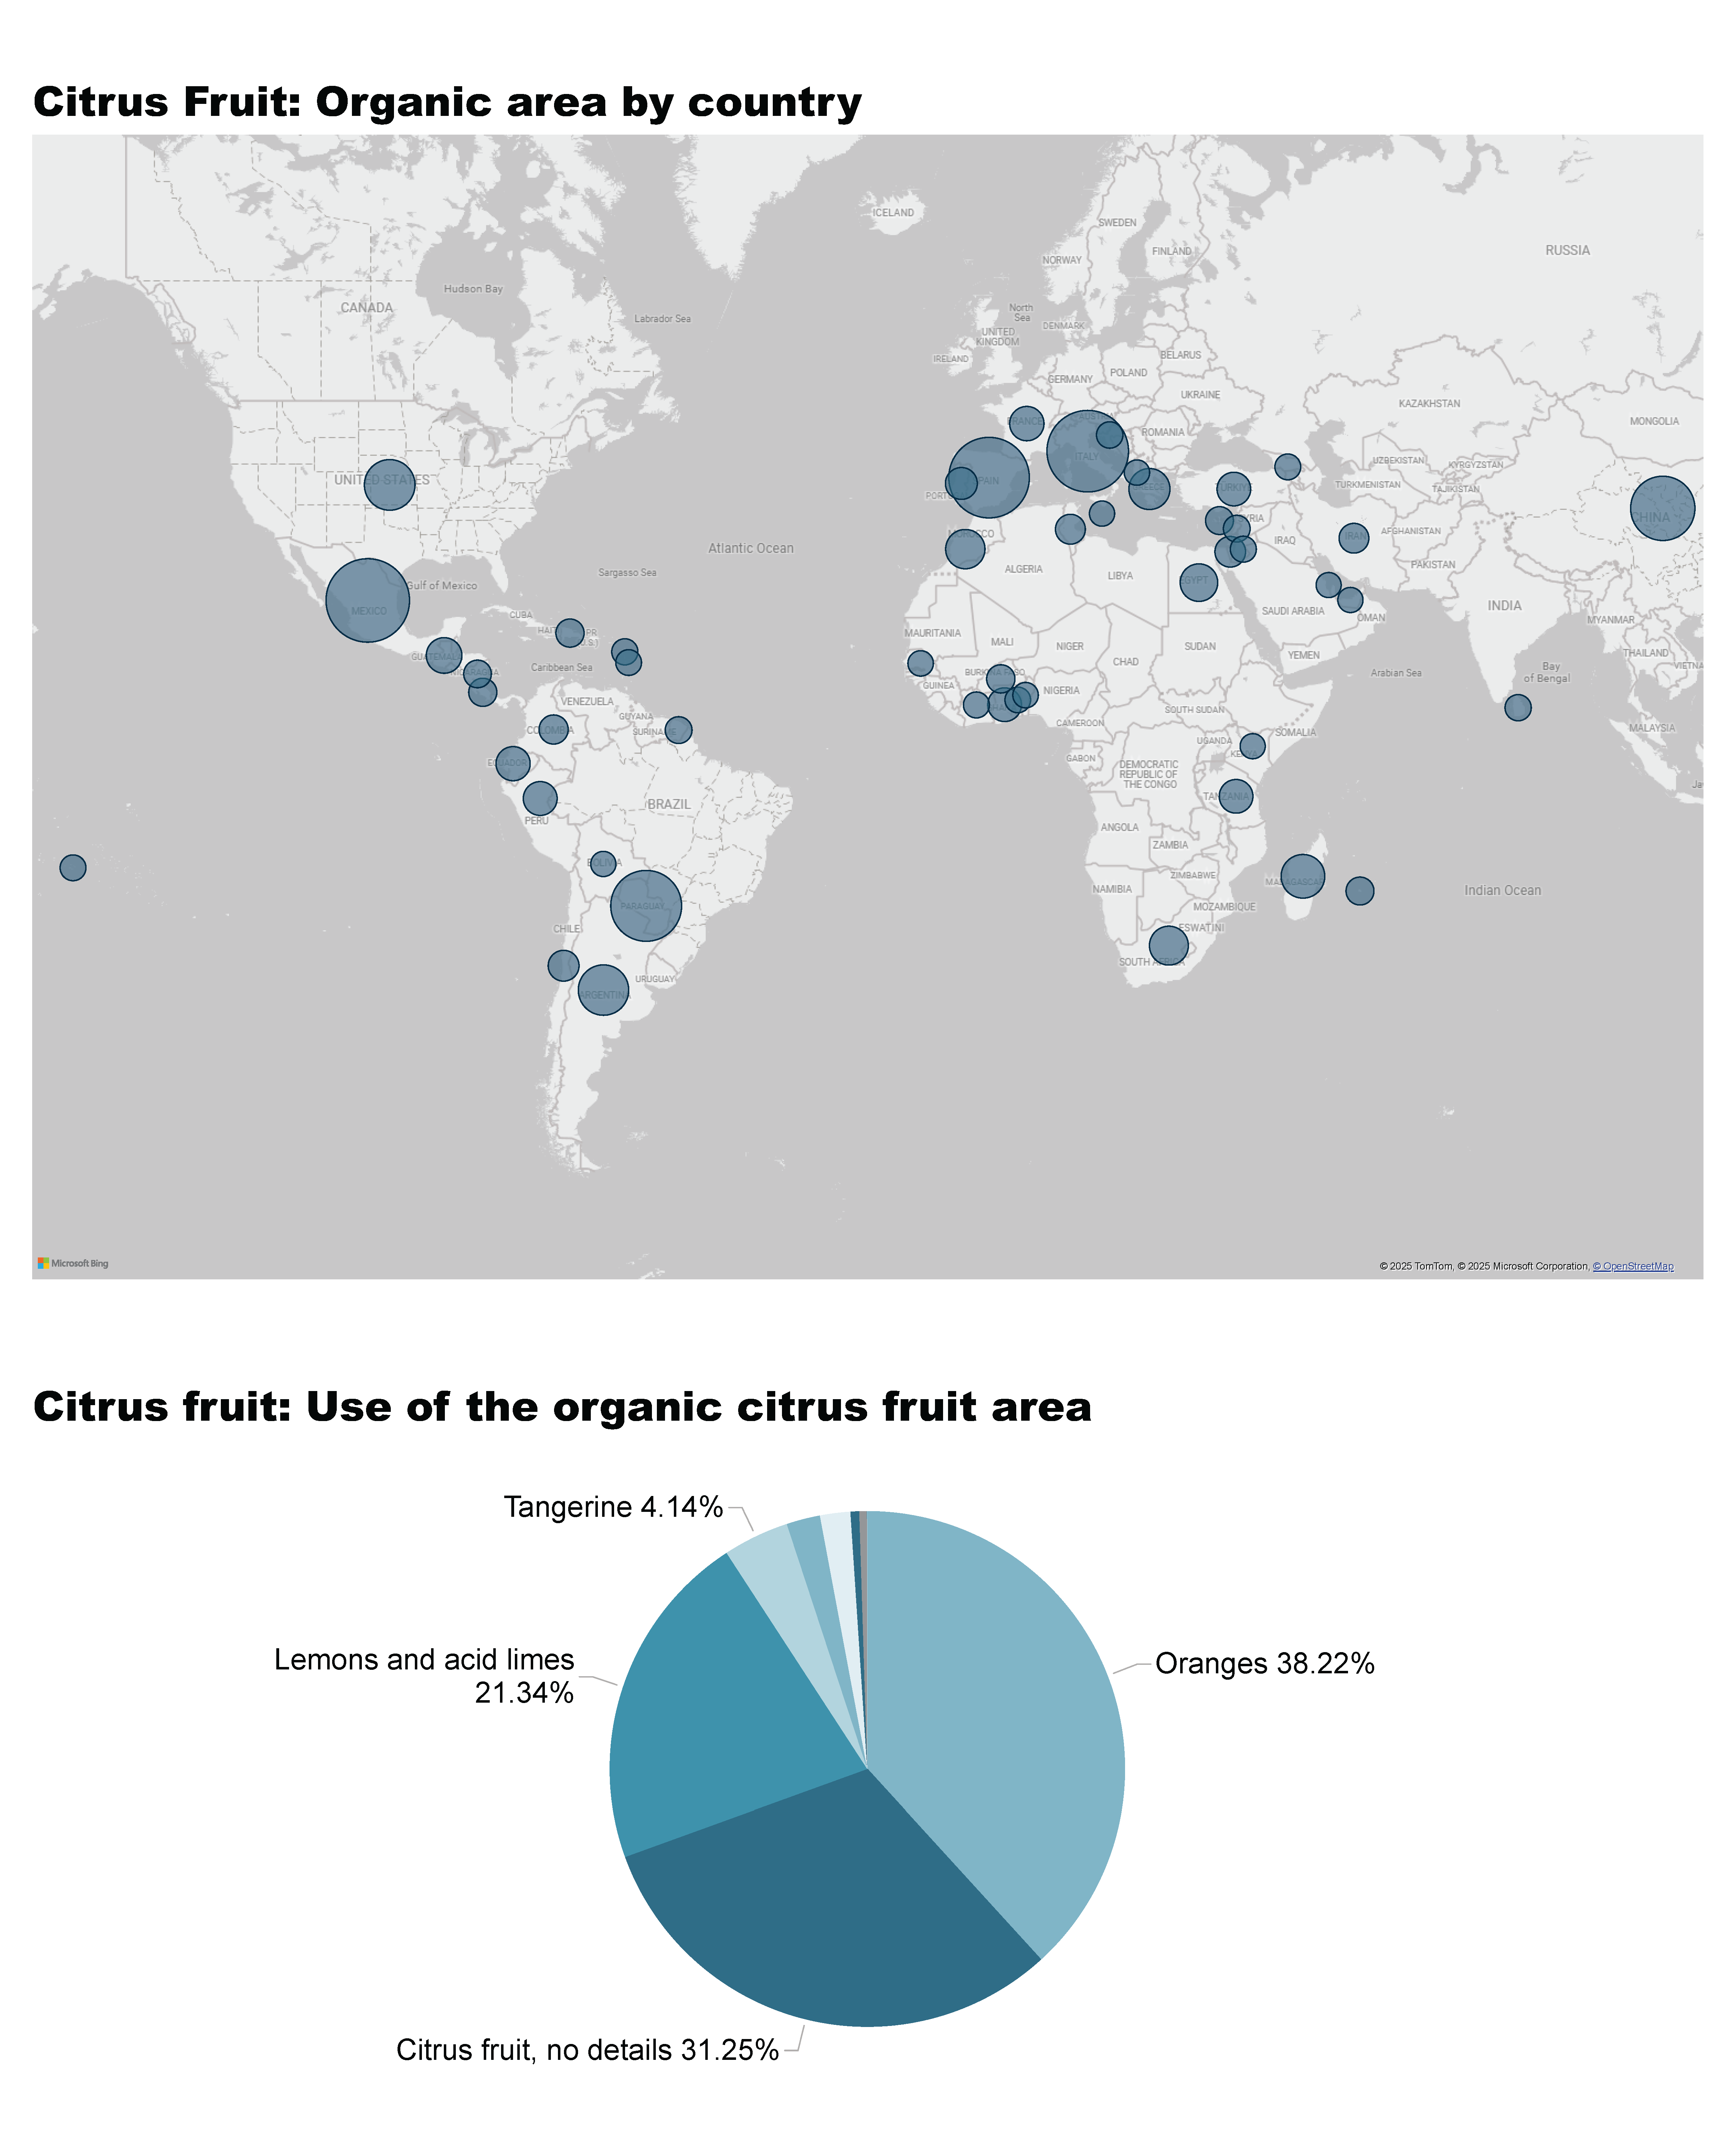 Citrus Fruit: Organic area by country
ICELAND
SWEDEN
FINLAND
RUSSIA
NORWAY
Hudson Bay
CANADA
Labrador Sea
North
Sea
DENMARK
UNITED
KINGDOM
IRELAND
BELARUS
POLAND
GERMANY
UKRAINE
KAZAKHSTAN
FRANCE
MONGOLIA
ROMANIA
ITALY
UZBEKISTAN
KYRGYZSTAN
UNITED STATES
TURKMENISTAN
TAJIKISTAN
CHINA
AFGHANISTAN
IRAN
IRAQ
Atlantic Ocean
PAKISTAN
Sargasso Sea
ALGERIA
LIBYA
EGYPT
Gulf of Mexico
MEXICO
SAUDI ARABIA
INDIA
OMAN
MYANMAR
CUBA
MAURITANIA
MALI
NIGER
SUDAN
YEMEN
THAILAND
CHAD
Caribbean Sea
Arabian Sea
Bay
of Bengal
GUINEA
NIGERIA
VENEZUELA
SOUTH SUDAN
GUYANA
CAMEROON
MALAYSIA
COLOMBIA
SOMALIA
UGANDA
GABON
ECUADOR
DEMOCRATIC
REPUBLIC OF
THE CONGO
TANZANIA
BRAZIL
PERU
ANGOLA
ZAMBIA
BOLIVIA
ZIMBABWE
MADAGASCAR
NAMIBIA
Indian Ocean
PARAGUAY
MOZAMBIQUE
CHILE
ESWATINI
SOUTH AFRICA
URUGUAY
ARGENTINA
Microsoft Bing
© 2025 TomTom, © 2025 Microsoft Corporation, © OpenStreetMap
Citrus fruit: Use of the organic citrus fruit area
Tangerine 4.14%
Lemons and acid limes
21.34%
Oranges 38.22%
Citrus fruit, no details 31.25%